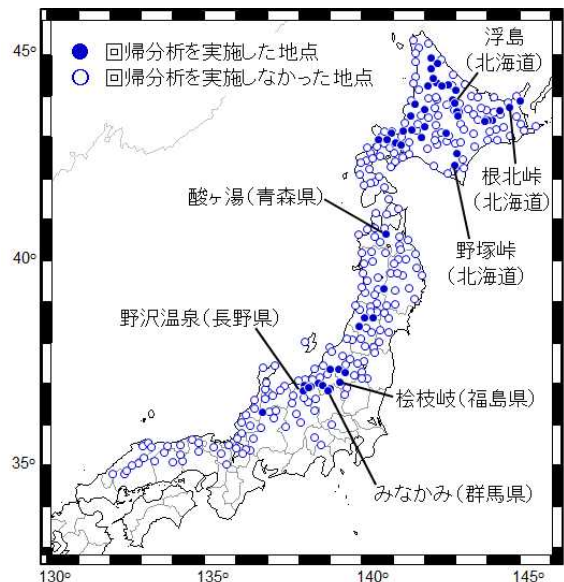 45°
40°
35°
130°
135°
140°
145°
● 回帰分析を実施した地点
○ 回帰分析を実施しなかった地点
浮島
(北海道)
根北峠
(北海道)
酸ヶ湯(青森県)
野塚峠
(北海道)
野沢温泉(長野県)
桧枝岐(福島県)
みなかみ(群馬県)